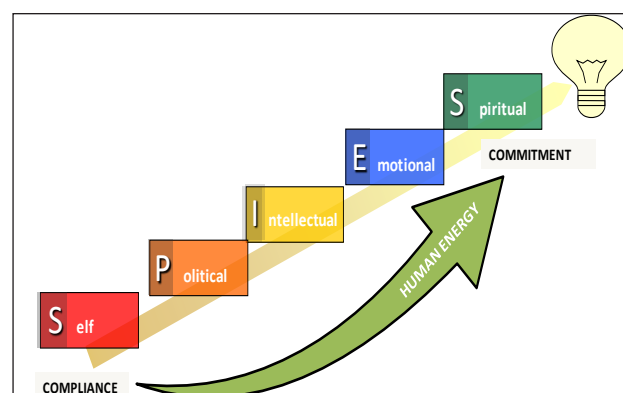 Spiritual
Emotional
COMMITMENT
Intellectual
HUMAN ENERGY
Political
Self
COMPLIANCE